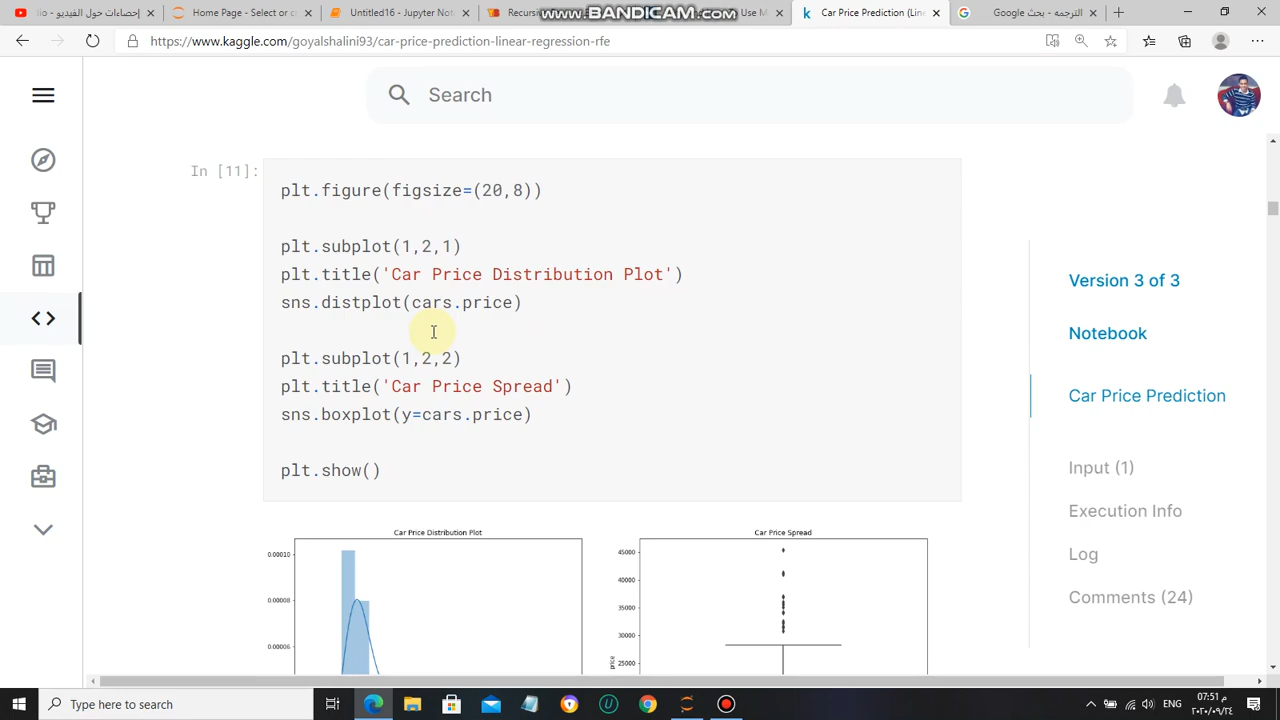 إحصاءات حول الفيديو - lio
Home Page - Select or c
Untitled16 - Jupyter Note
Recursiv
www.BANDICAM.com
Use M
Car Price Prediction (Line
الترجمة - بحث Google
https://www.kaggle.com/goyalshalini93/car-price-prediction-linear-regression-rfe
Search
In [11]:
plt.figure(figsize=(20,8))
plt.subplot(1,2,1)
plt.title('Car Price Distribution Plot')
sns.distplot(cars.price)
plt.subplot(1,2,2)
plt.title('Car Price Spread')
sns.boxplot(y=cars.price)
plt.show()
Version 3 of 3
Notebook
Car Price Prediction
Input (1)
Execution Info
Log
Comments (24)
Car Price Distribution Plot
0.00010
0.00008
0.00006
Car Price Spread
45000
40000
35000
30000
25000
price
Type here to search
ENG
07:51 م